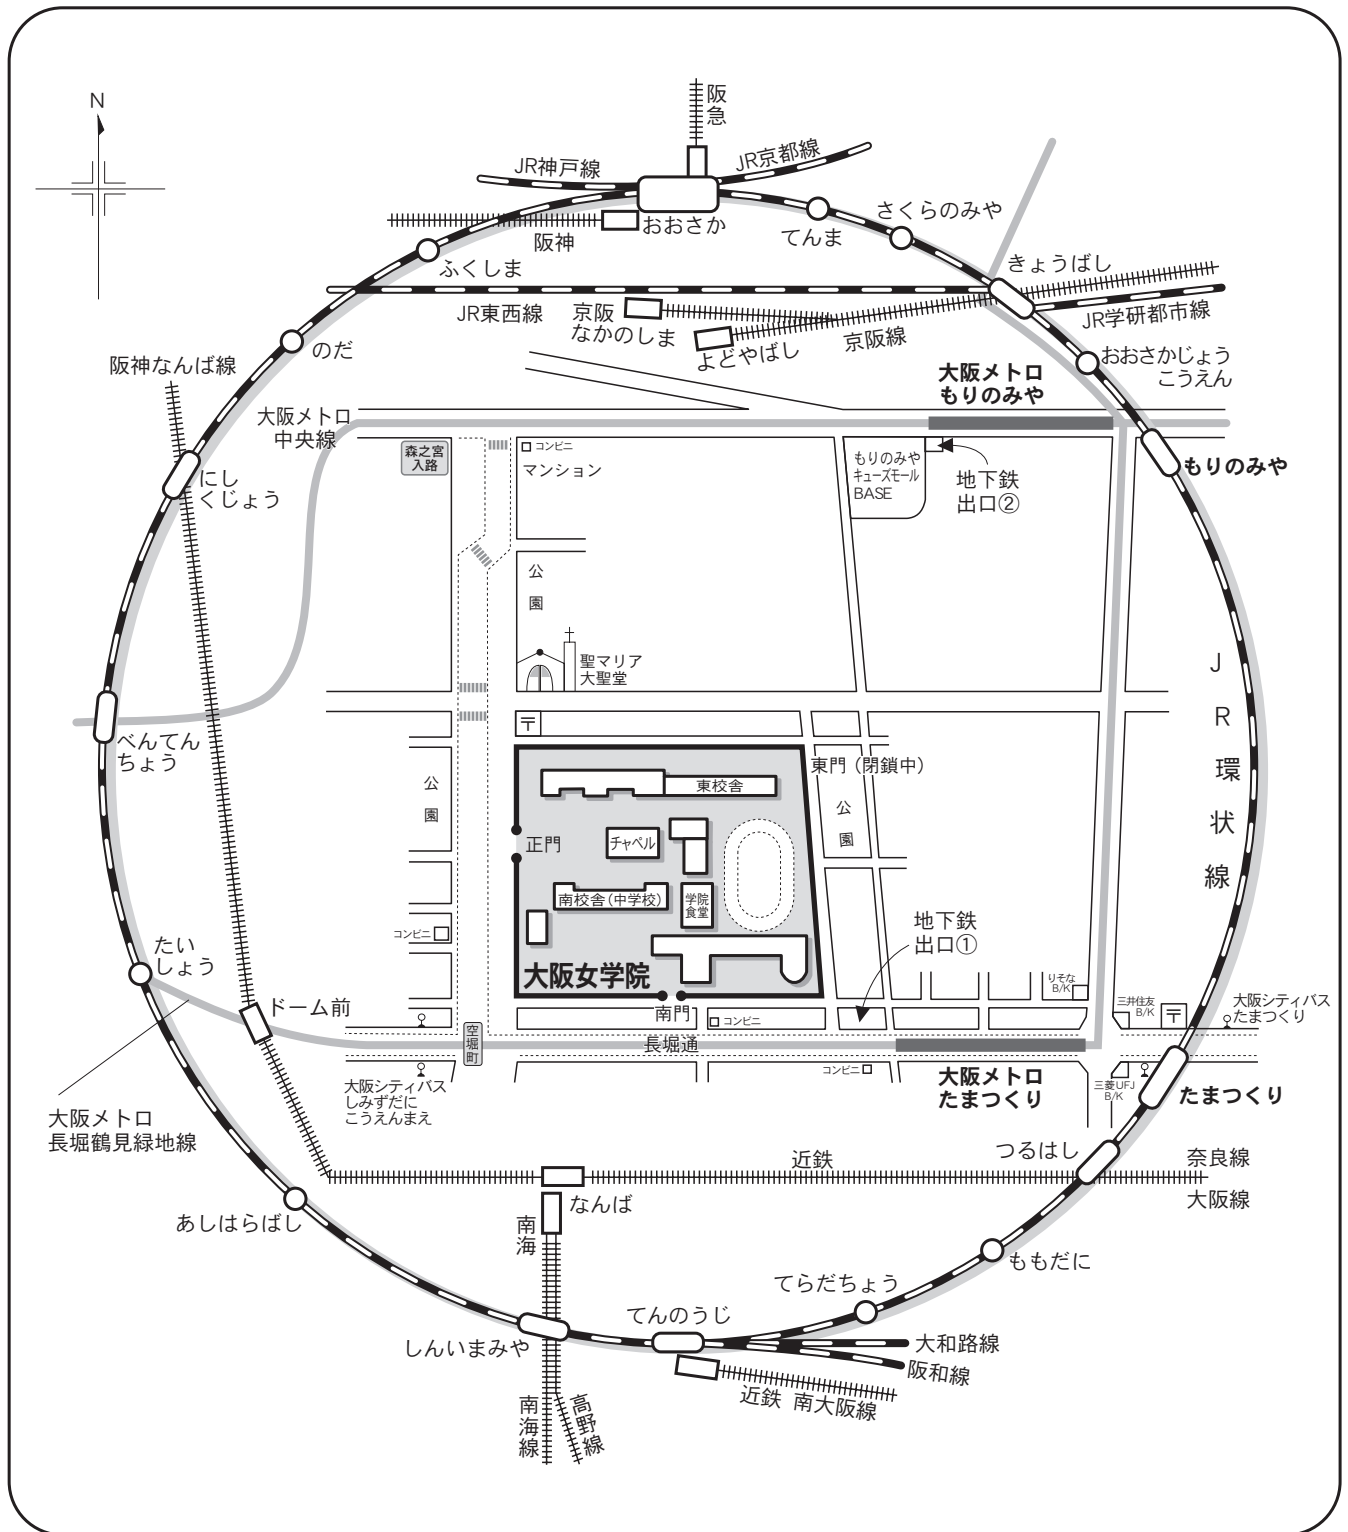 N
阪急
JR神戸線
JR京都線
おおさか
阪神
てんま
さくらのみや
ふくしま
きょうばし
JR東西線
京阪
なかのしま
よどやばし
京阪線
JR学研都市線
のだ
阪神なんば線
おおさかじょう
こうえん
大阪メトロ
もりのみや
大阪メトロ
中央線
森之宮
入路
コンビニ
マンション
もりのみや
キューズモール
BASE
地下鉄
出口②
もりのみや
にし
くじょう
公園
聖マリア
大聖堂
JR環状線
〒
べんてん
ちょう
公園
東門（閉鎖中）
東校舎
公園
正門
チャペル
南校舎（中学校）
学院
食堂
コンビニ
地下鉄
出口①
たい
しょう
大阪女学院
りそな
B/K
三井住友
B/K
〒
大阪シティバス
たまつくり
ドーム前
南門
コンビニ
空堀町
長堀通
コンビニ
大阪メトロ
たまつくり
三菱UFJ
B/K
たまつくり
大阪シティバス
しみずだに
こうえんまえ
大阪メトロ
長堀鶴見緑地線
つるはし
近鉄
奈良線
大阪線
なんば
南海
あしはらばし
ももだに
てらだちょう
てんのうじ
しんいまみや
大和路線
阪和線
近鉄 南大阪線
南海線
高野線